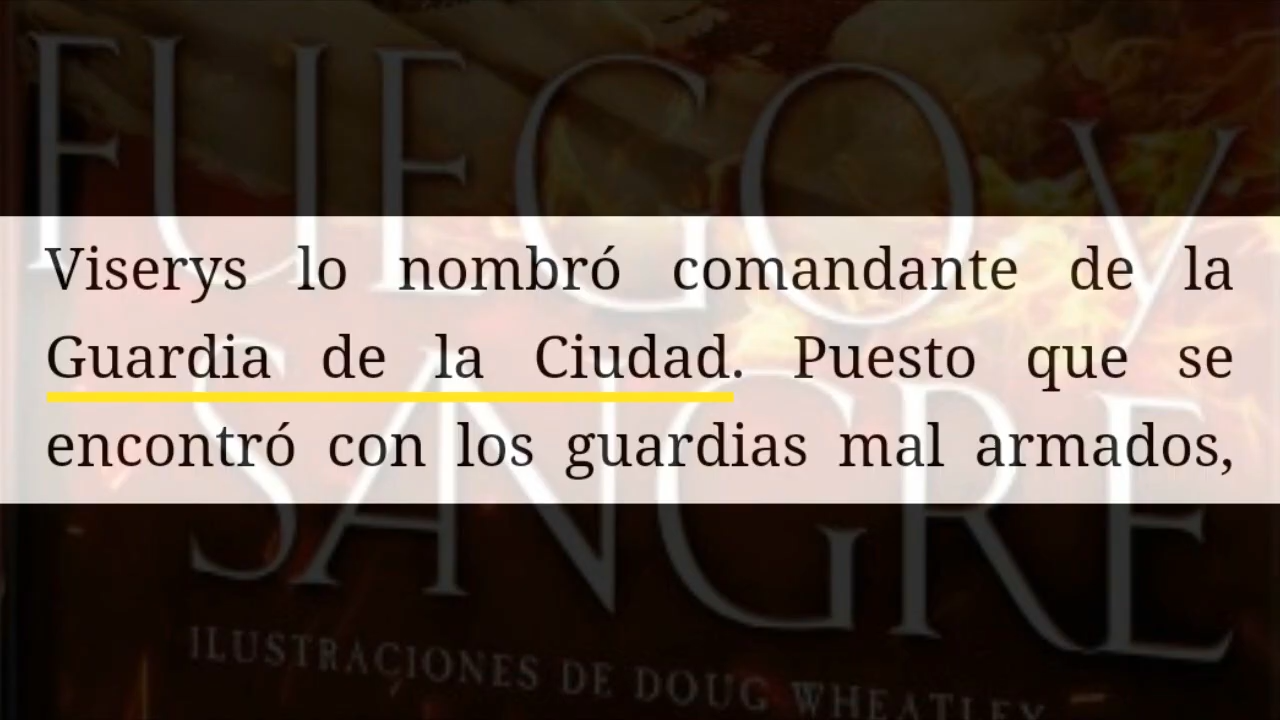 FUEGO y
Viserys lo nombró comandante de la
Guardia de la Ciudad. Puesto que se
encontró con los guardias mal armados,
SANGRE
ILUSTRACIONES DE DOUG WHEATLEY